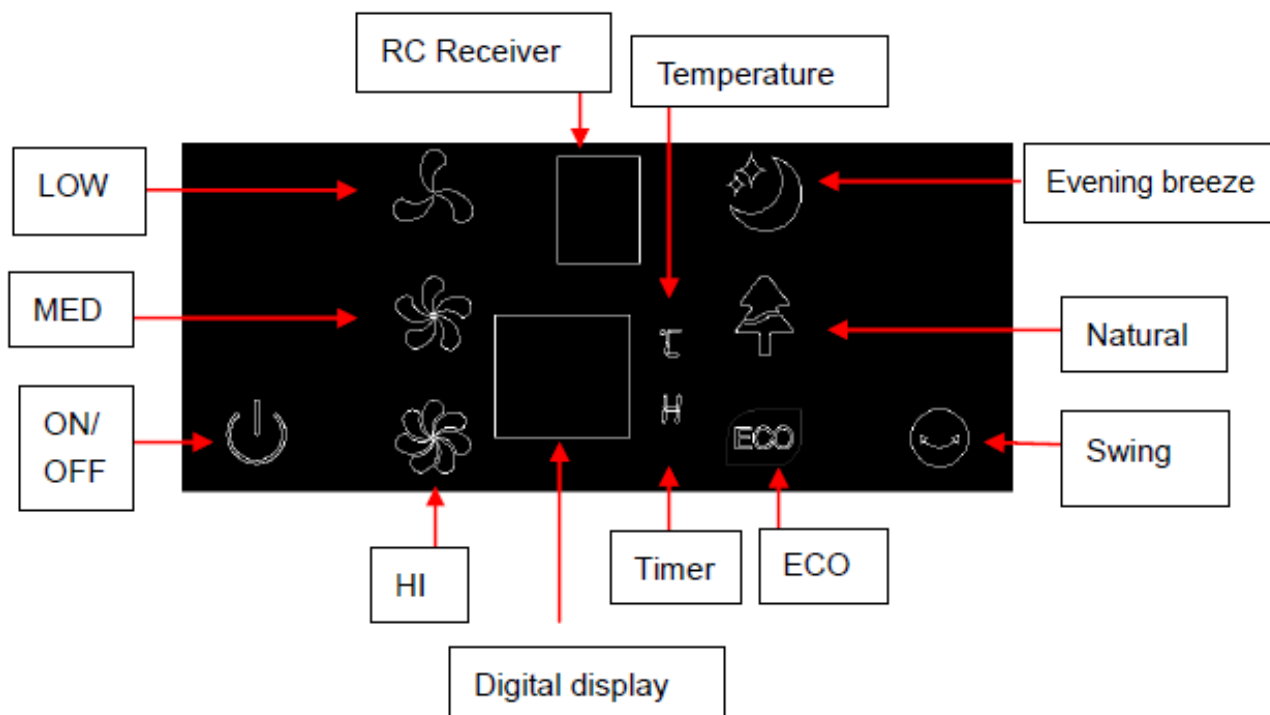 RC Receiver
Temperature
LOW
Evening breeze
MED
℃
Natural
H
ON/
OFF
ECO
Swing
HI
Timer
ECO
Digital display